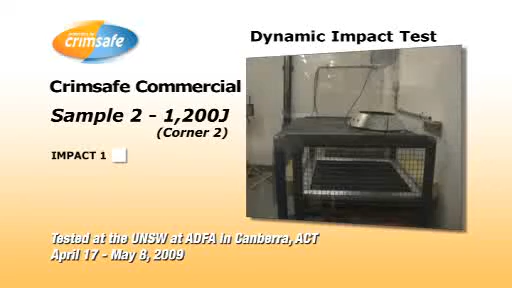 crimsafe
Dynamic Impact Test
Crimsafe Commercial
Sample 2 - 1,200J
(Corner 2)
IMPACT 1
Tested at the UNSW at ADFA in Canberra, ACT
April 17 - May 8, 2009